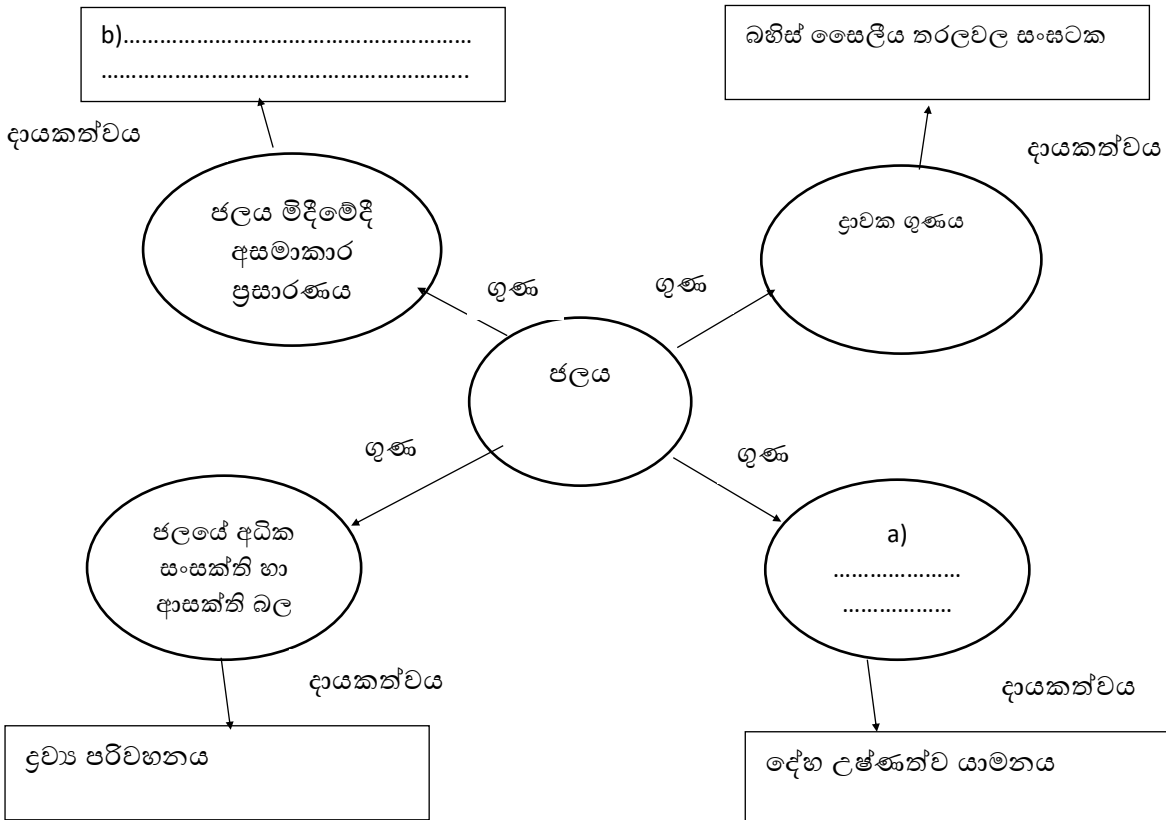 b)......................................................
.........................................................
බහිස් සෛලීය තරලවල සංඝටක
දායකත්වය
දායකත්වය
ජලය මිදීමේදී
අසමාකාර
ප්‍රසාරණය
ද්‍රාවක ගුණය
ගුණ
ගුණ
ජලය
ගුණ
ගුණ
ජලයේ අධික
සංසක්ති හා
ආසක්ති බල
a)
.....................
..................
දායකත්වය
දායකත්වය
ද්‍රව්‍ය පරිවහනය
දේහ උෂ්ණත්ව යාමනය